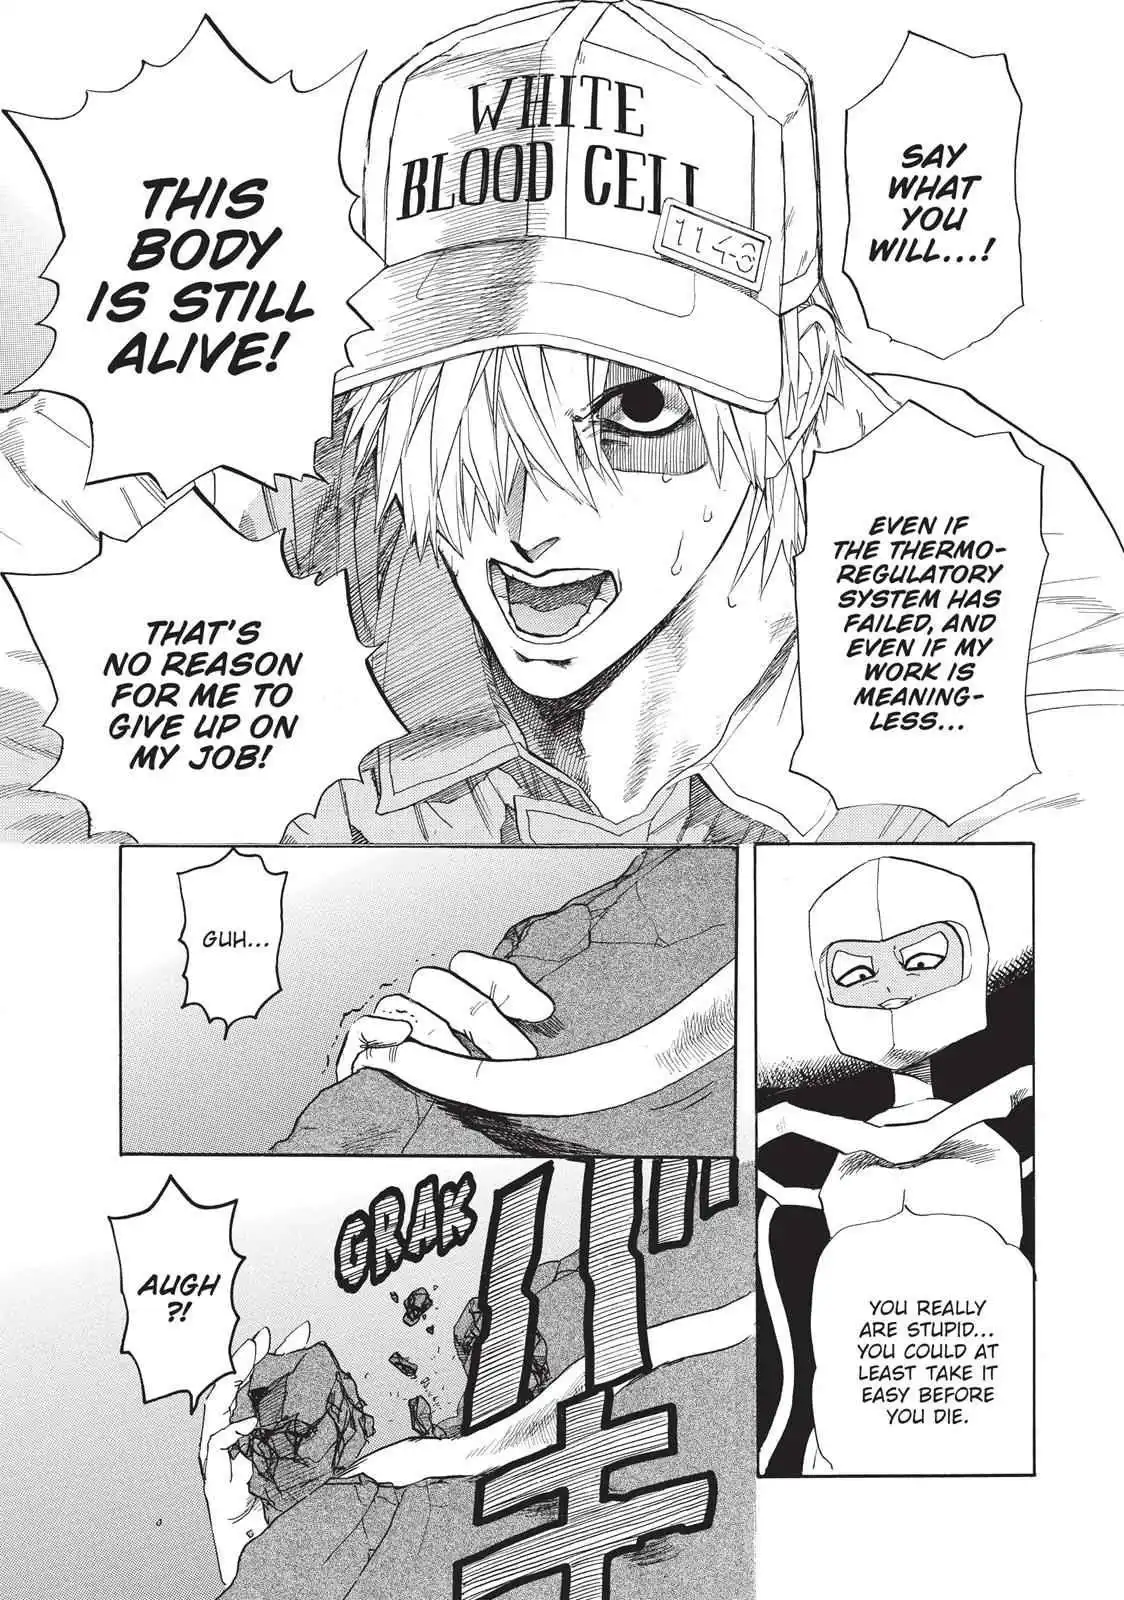 SAY
WHAT
YOU
WILL...!
WHITE
BLOOD CELL
EVEN IF
THE THERMO-
REGULATORY
SYSTEM HAS
FAILED, AND
EVEN IF MY
WORK IS
MEANING-
LESS...
THIS
BODY
IS STILL
ALIVE!
THAT'S
NO REASON
FOR ME TO
GIVE UP ON
MY JOB!
YOU REALLY
ARE STUPID...
YOU COULD AT
LEAST TAKE IT
EASY BEFORE
YOU DIE.
GUH...
GRAK
AUGH
?!